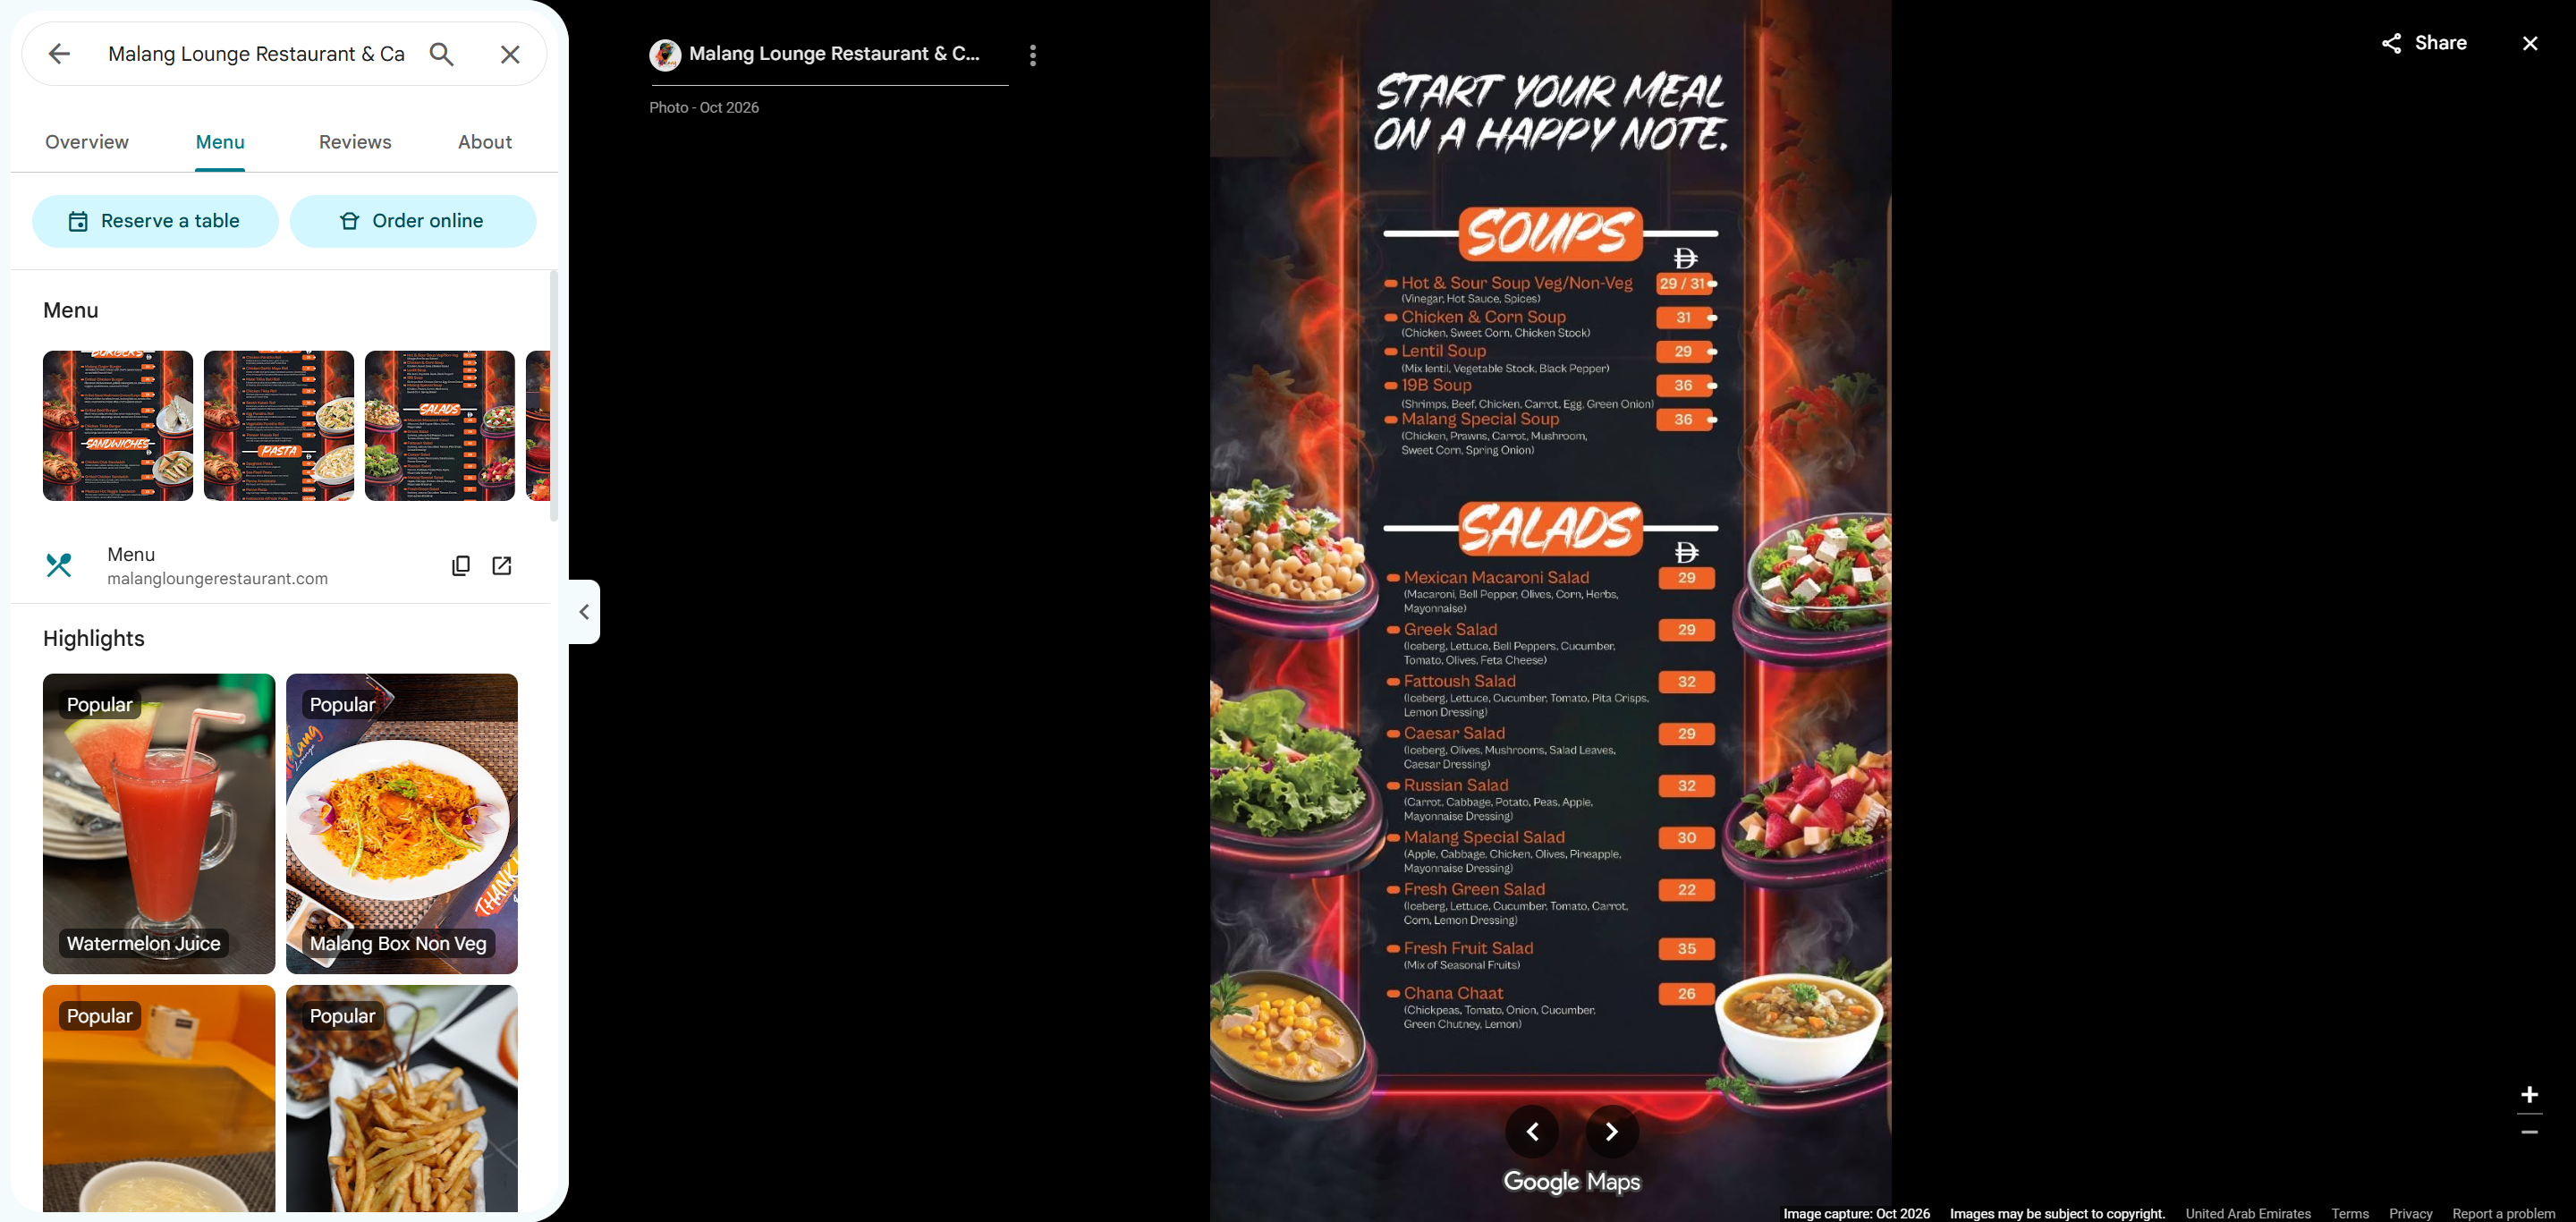 Malang Lounge Restaurant & Ca
Overview
Menu
Reviews
About
Reserve a table
Order online
Menu
BURGERS
SANDWICHES
PASTA
SALADS
Menu
malangloungerestaurant.com
Highlights
Popular
Watermelon Juice
Popular
Malang Lounge
THANK
Malang Box Non Veg
Popular
Popular
Malang Lounge Restaurant & C...
Photo - Oct 2026
START YOUR MEAL
ON A HAPPY NOTE.
SOUPS
Hot & Sour Soup Veg/Non-Veg 29 / 31
(Vinegar, Hot Sauce, Spices)
Chicken & Corn Soup 31
(Chicken, Sweet Corn, Chicken Stock)
Lentil Soup 29
(Mix lentil, Vegetable Stock, Black Pepper)
19B Soup 36
(Shrimps, Beef, Chicken, Carrot, Egg, Green Onion)
Malang Special Soup 36
(Chicken, Prawns, Carrot, Mushroom,
Sweet Corn, Spring Onion)
SALADS
Mexican Macaroni Salad 29
(Macaroni, Bell Pepper, Olives, Corn, Herbs,
Mayonnaise)
Greek Salad 29
(Iceberg, Lettuce, Bell Peppers, Cucumber,
Tomato, Olives, Feta Cheese)
Fattoush Salad 32
(Iceberg, Lettuce, Cucumber, Tomato, Pita Crisps,
Lemon Dressing)
Caesar Salad 29
(Iceberg, Olives, Mushrooms, Salad Leaves,
Caesar Dressing)
Russian Salad 32
(Carrot, Cabbage, Potato, Peas, Apple,
Mayonnaise Dressing)
Malang Special Salad 30
(Apple, Cabbage, Chicken, Olives, Pineapple,
Mayonnaise Dressing)
Fresh Green Salad 22
(Iceberg, Lettuce, Cucumber, Tomato, Carrot,
Corn, Lemon Dressing)
Fresh Fruit Salad 35
(Mix of Seasonal Fruits)
Chana Chaat 26
(Chickpeas, Tomato, Onion, Cucumber,
Green Chutney, Lemon)
Google Maps
Share
Image capture: Oct 2026 Images may be subject to copyright. United Arab Emirates Terms Privacy Report a problem